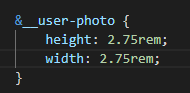 &__user-photo {
    height: 2.75rem;
    width: 2.75rem;
}